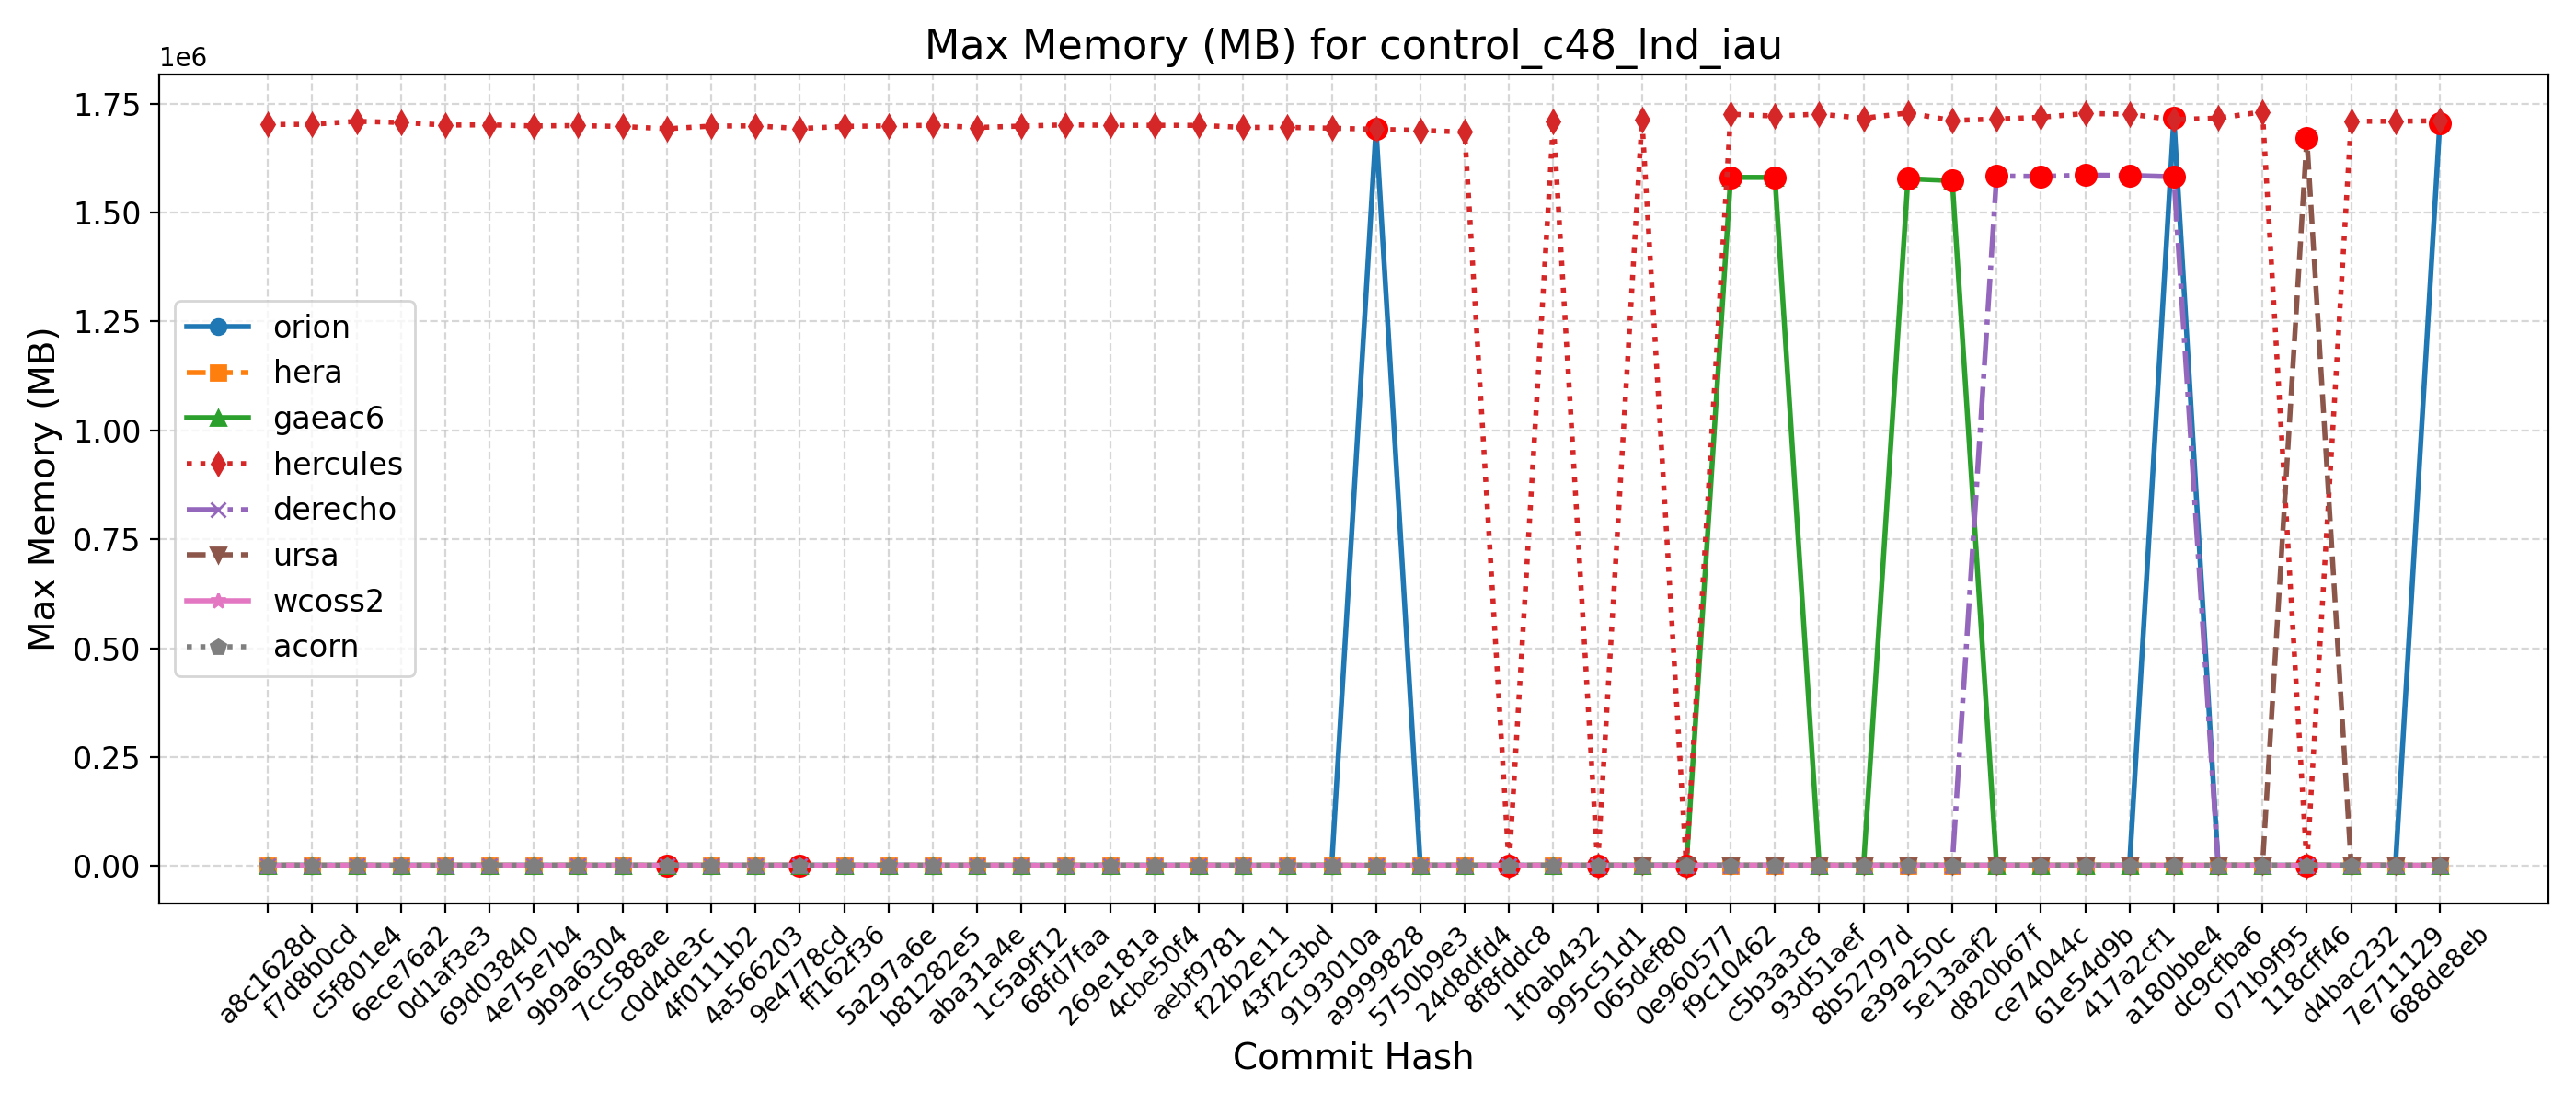 Max Memory (MB) for control_c48_lnd_iau
1e6
1.75
1.50
1.25
1.00
0.75
0.50
0.25
0.00
Max Memory (MB)
orion
hera
gaeac6
hercules
derecho
ursa
wcoss2
acorn
a8c1628d
f7d8b0cd
c5f801e4
6ece76a2
0d1af3e3
69d03840
4e75e7b4
9b9a6304
7cc588ae
c0d4de3c
4f0111b2
4a566203
9e4778cd
ff162f36
5a297a6e
b81282e5
aba31a4e
1c5a9f12
68fd7faa
269e181a
4cbe50f4
aebf9781
f22b2e11
43f2c3bd
9193010a
a9999828
5750b9e3
24d8dfd4
8f8fddc8
1f0ab432
995c51d1
065def80
0e960577
f9c10462
c5b3a3c8
93d51aef
8b52797d
e39a250c
5e13aaf2
d820b67f
ce74044c
61e54d9b
417a2cf1
a180bbe4
dc9cfba6
071b9f95
118cff46
d4bac232
7e711129
688de8eb
Commit Hash